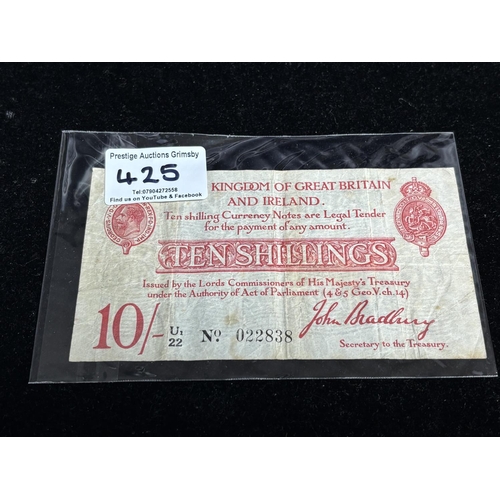 Prestige Auctions Grimsby
425
Tel:07904272558
Find us on YouTube & Facebook
KINGDOM OF GREAT BRITAIN
AND IRELAND.
Ten shilling Currency Notes are Legal Tender
for the payment of any amount.
TEN SHILLINGS
Issued by the Lords Commissioners of His Majesty's Treasury
under the Authority of Act of Parliament (4 & 5 Geo.V.ch.14)
10/- U1/22 No. 022838 John Bradbury
Secretary to the Treasury.